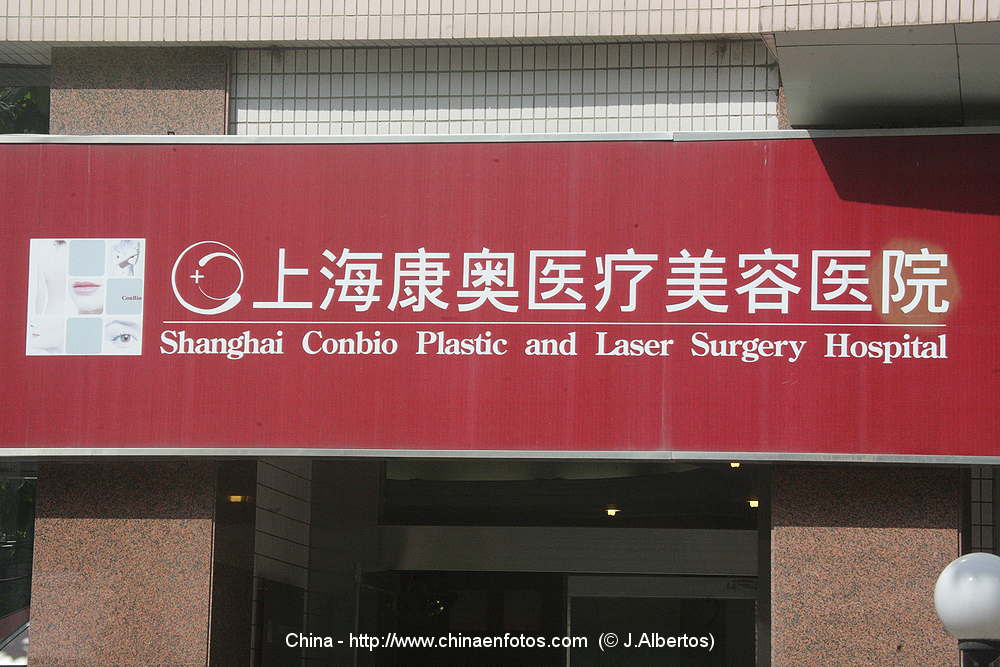 上海康奥医疗美容医院
ConBio
Shanghai Conbio Plastic and Laser Surgery Hospital
China - http://www.chinaenfotos.com (© J.Albertos)